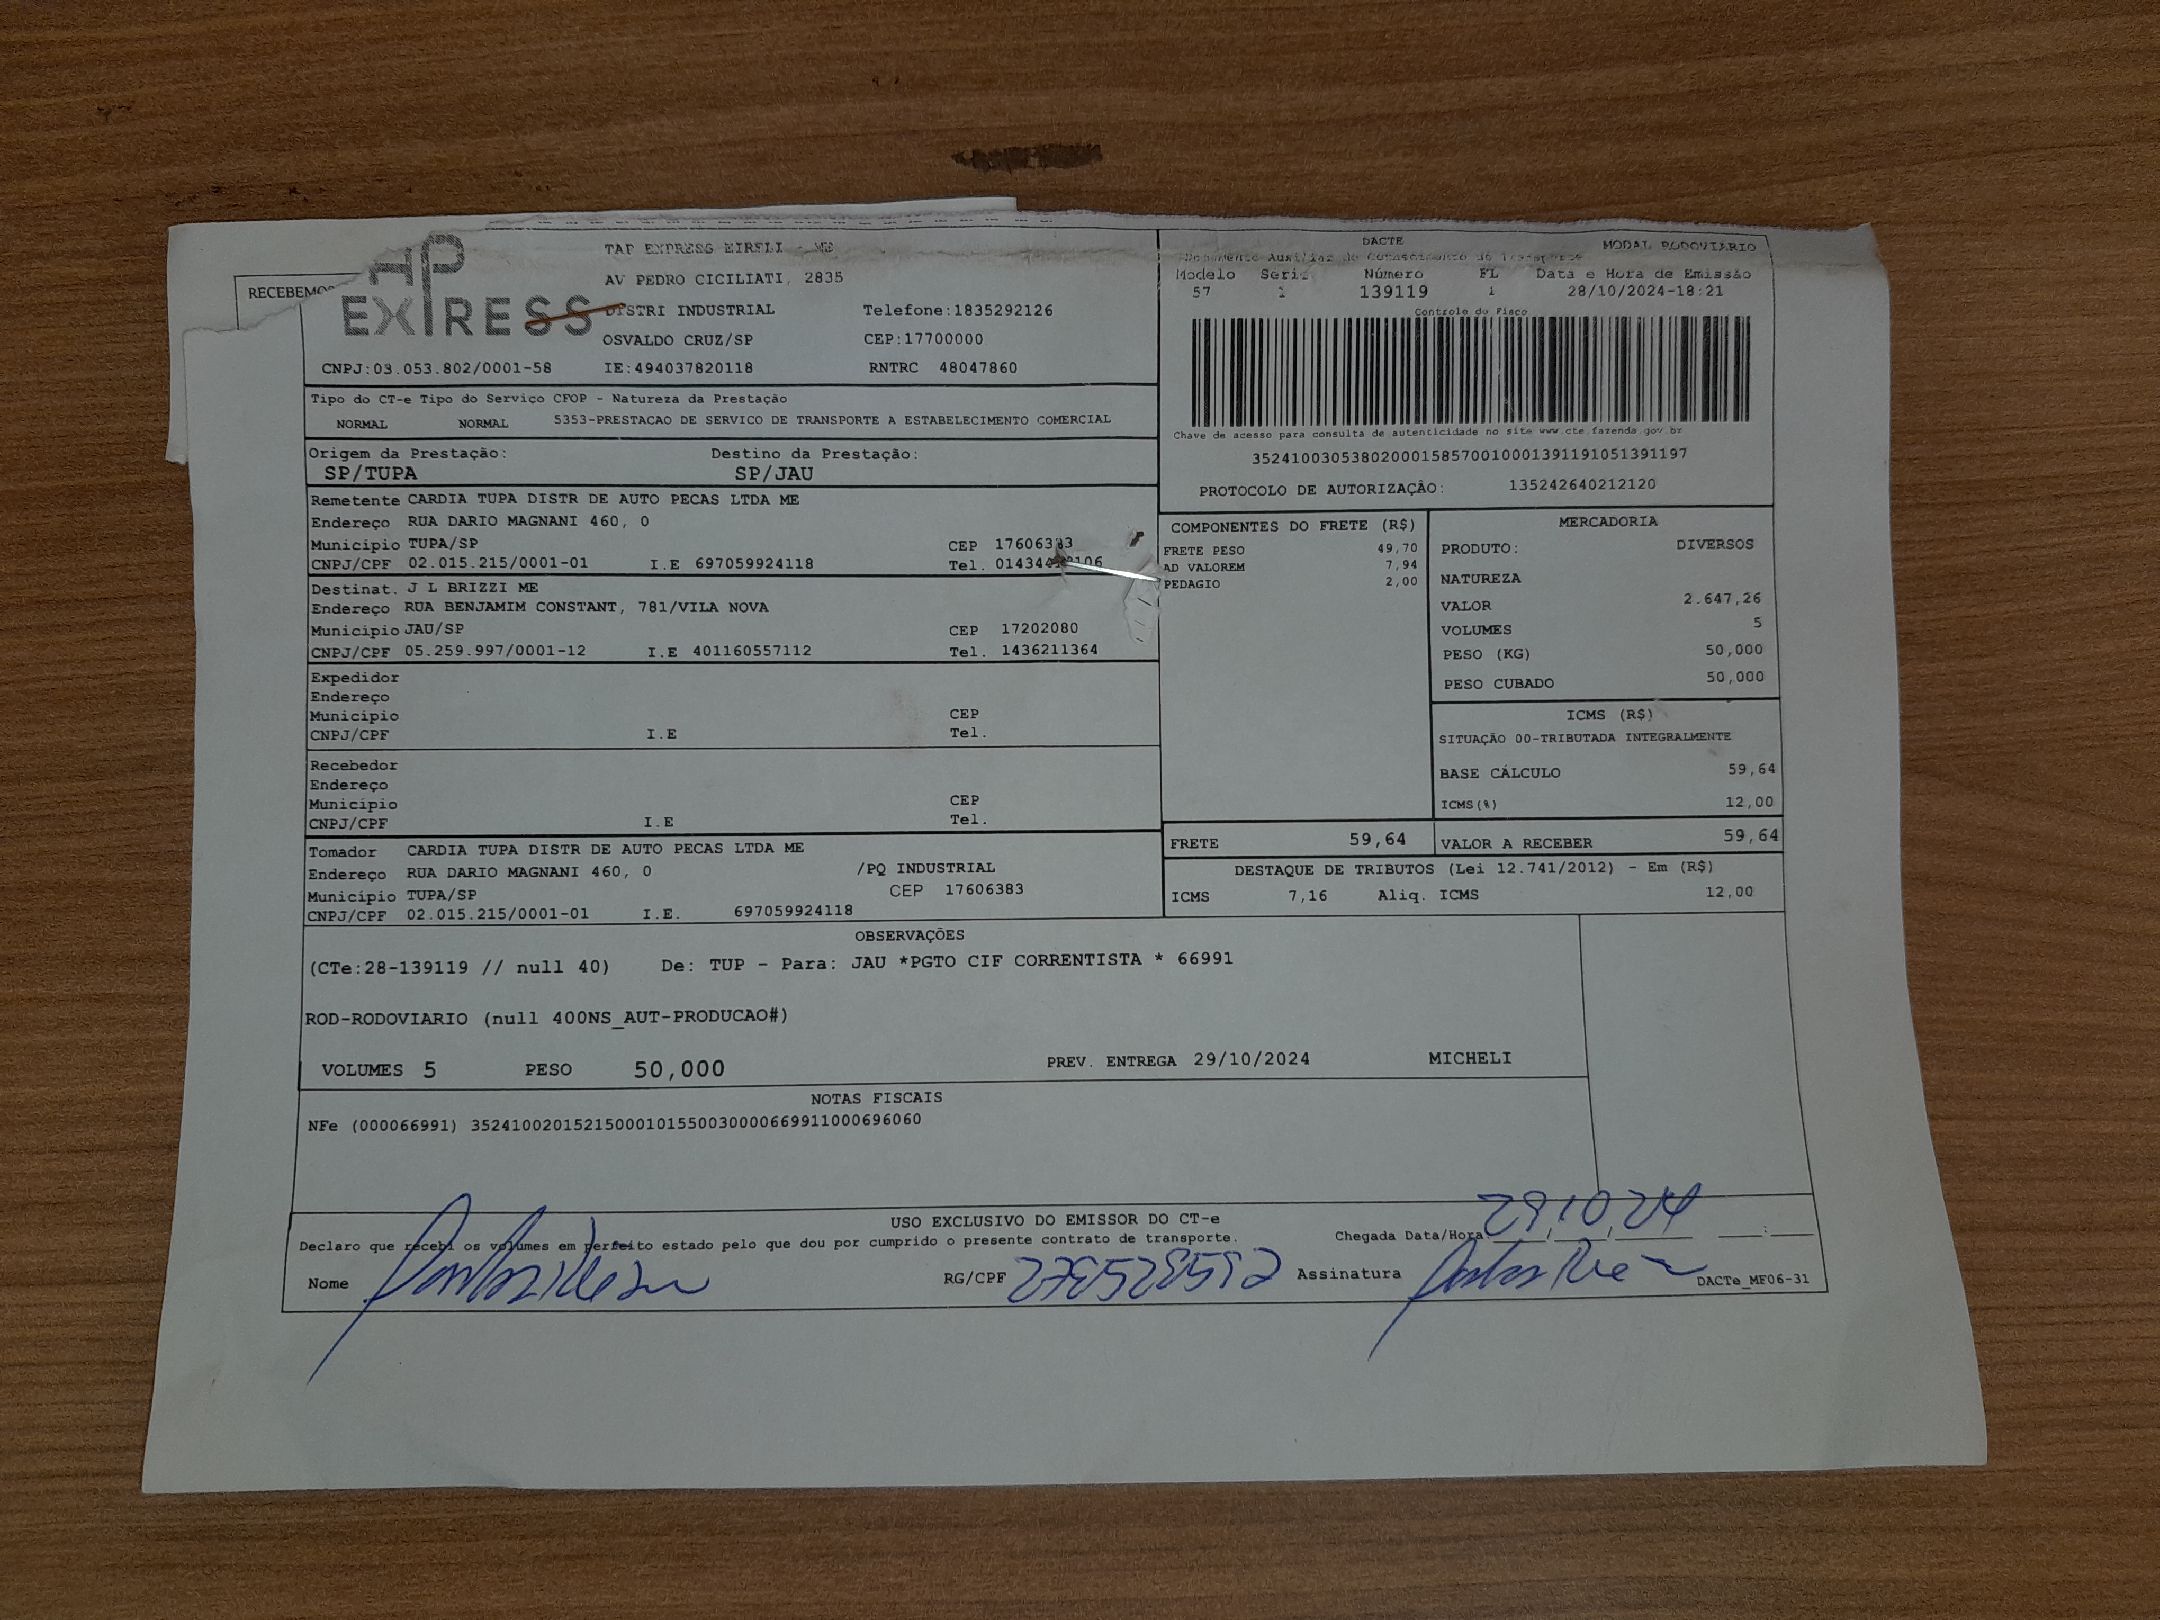 RECEBEMOS
AP
EXPRESS
TAP EXPRESS EIRELI - ME
AV PEDRO CICILIATI, 2835
DISTRI INDUSTRIAL Telefone:1835292126
OSVALDO CRUZ/SP CEP:17700000
CNPJ:03.053.802/0001-58 IE:494037820118 RNTRC 48047860
DACTE MODAL RODOVIARIO
Documento Auxiliar do Conhecimento de Transporte
Modelo Serie Número FL Data e Hora de Emissão
57 1 139119 1 28/10/2024-18:21
Controle do Fisco
Chave de acesso para consulta de autenticidade no site www.cte.fazenda.gov.br
35241003053802000158570010001391191051391197
PROTOCOLO DE AUTORIZAÇÃO: 135242640212120
Tipo do CT-e Tipo do Serviço CFOP - Natureza da Prestação
NORMAL NORMAL 5353-PRESTACAO DE SERVICO DE TRANSPORTE A ESTABELECIMENTO COMERCIAL
Origem da Prestação: Destino da Prestação:
SP/TUPA SP/JAU
Remetente CARDIA TUPA DISTR DE AUTO PECAS LTDA ME
Endereço RUA DARIO MAGNANI 460, 0
Município TUPA/SP CEP 17606383
CNPJ/CPF 02.015.215/0001-01 I.E 697059924118 Tel.
Destinat. J L BRIZZI ME
Endereço RUA BENJAMIM CONSTANT, 781/VILA NOVA
Município JAU/SP CEP 17202080
CNPJ/CPF 05.259.997/0001-12 I.E 401160557112 Tel. 1436211364
Expedidor
Endereço
Município CEP
CNPJ/CPF I.E Tel.
Recebedor
Endereço
Município CEP
CNPJ/CPF I.E Tel.
Tomador CARDIA TUPA DISTR DE AUTO PECAS LTDA ME
Endereço RUA DARIO MAGNANI 460, 0 /PQ INDUSTRIAL
Município TUPA/SP CEP 17606383
CNPJ/CPF 02.015.215/0001-01 I.E. 697059924118
COMPONENTES DO FRETE (R$)
FRETE PESO 49,70
AD VALOREM 7,94
PEDAGIO 2,00
MERCADORIA
PRODUTO: DIVERSOS
NATUREZA
VALOR 2.647,26
VOLUMES 5
PESO (KG) 50,000
PESO CUBADO 50,000
ICMS (R$)
SITUAÇÃO 00-TRIBUTADA INTEGRALMENTE
BASE CÁLCULO 59,64
ICMS(%) 12,00
FRETE 59,64 VALOR A RECEBER 59,64
DESTAQUE DE TRIBUTOS (Lei 12.741/2012) - Em (R$)
ICMS 7,16 Aliq. ICMS 12,00
OBSERVAÇÕES
(CTe:28-139119 // null 40) De: TUP - Para: JAU *PGTO CIF CORRENTISTA * 66991
ROD-RODOVIARIO (null 400NS_AUT-PRODUCAO#)
VOLUMES 5 PESO 50,000 PREV. ENTREGA 29/10/2024 MICHELI
NOTAS FISCAIS
NFe (000066991) 35241002015215000101550030000669911000696060
USO EXCLUSIVO DO EMISSOR DO CT-e
Declaro que recebi os volumes em perfeito estado pelo que dou por cumprido o presente contrato de transporte. Chegada Data/Hora 29/10/24 :
Nome RG/CPF 278528592 Assinatura DACTe_MF06-31